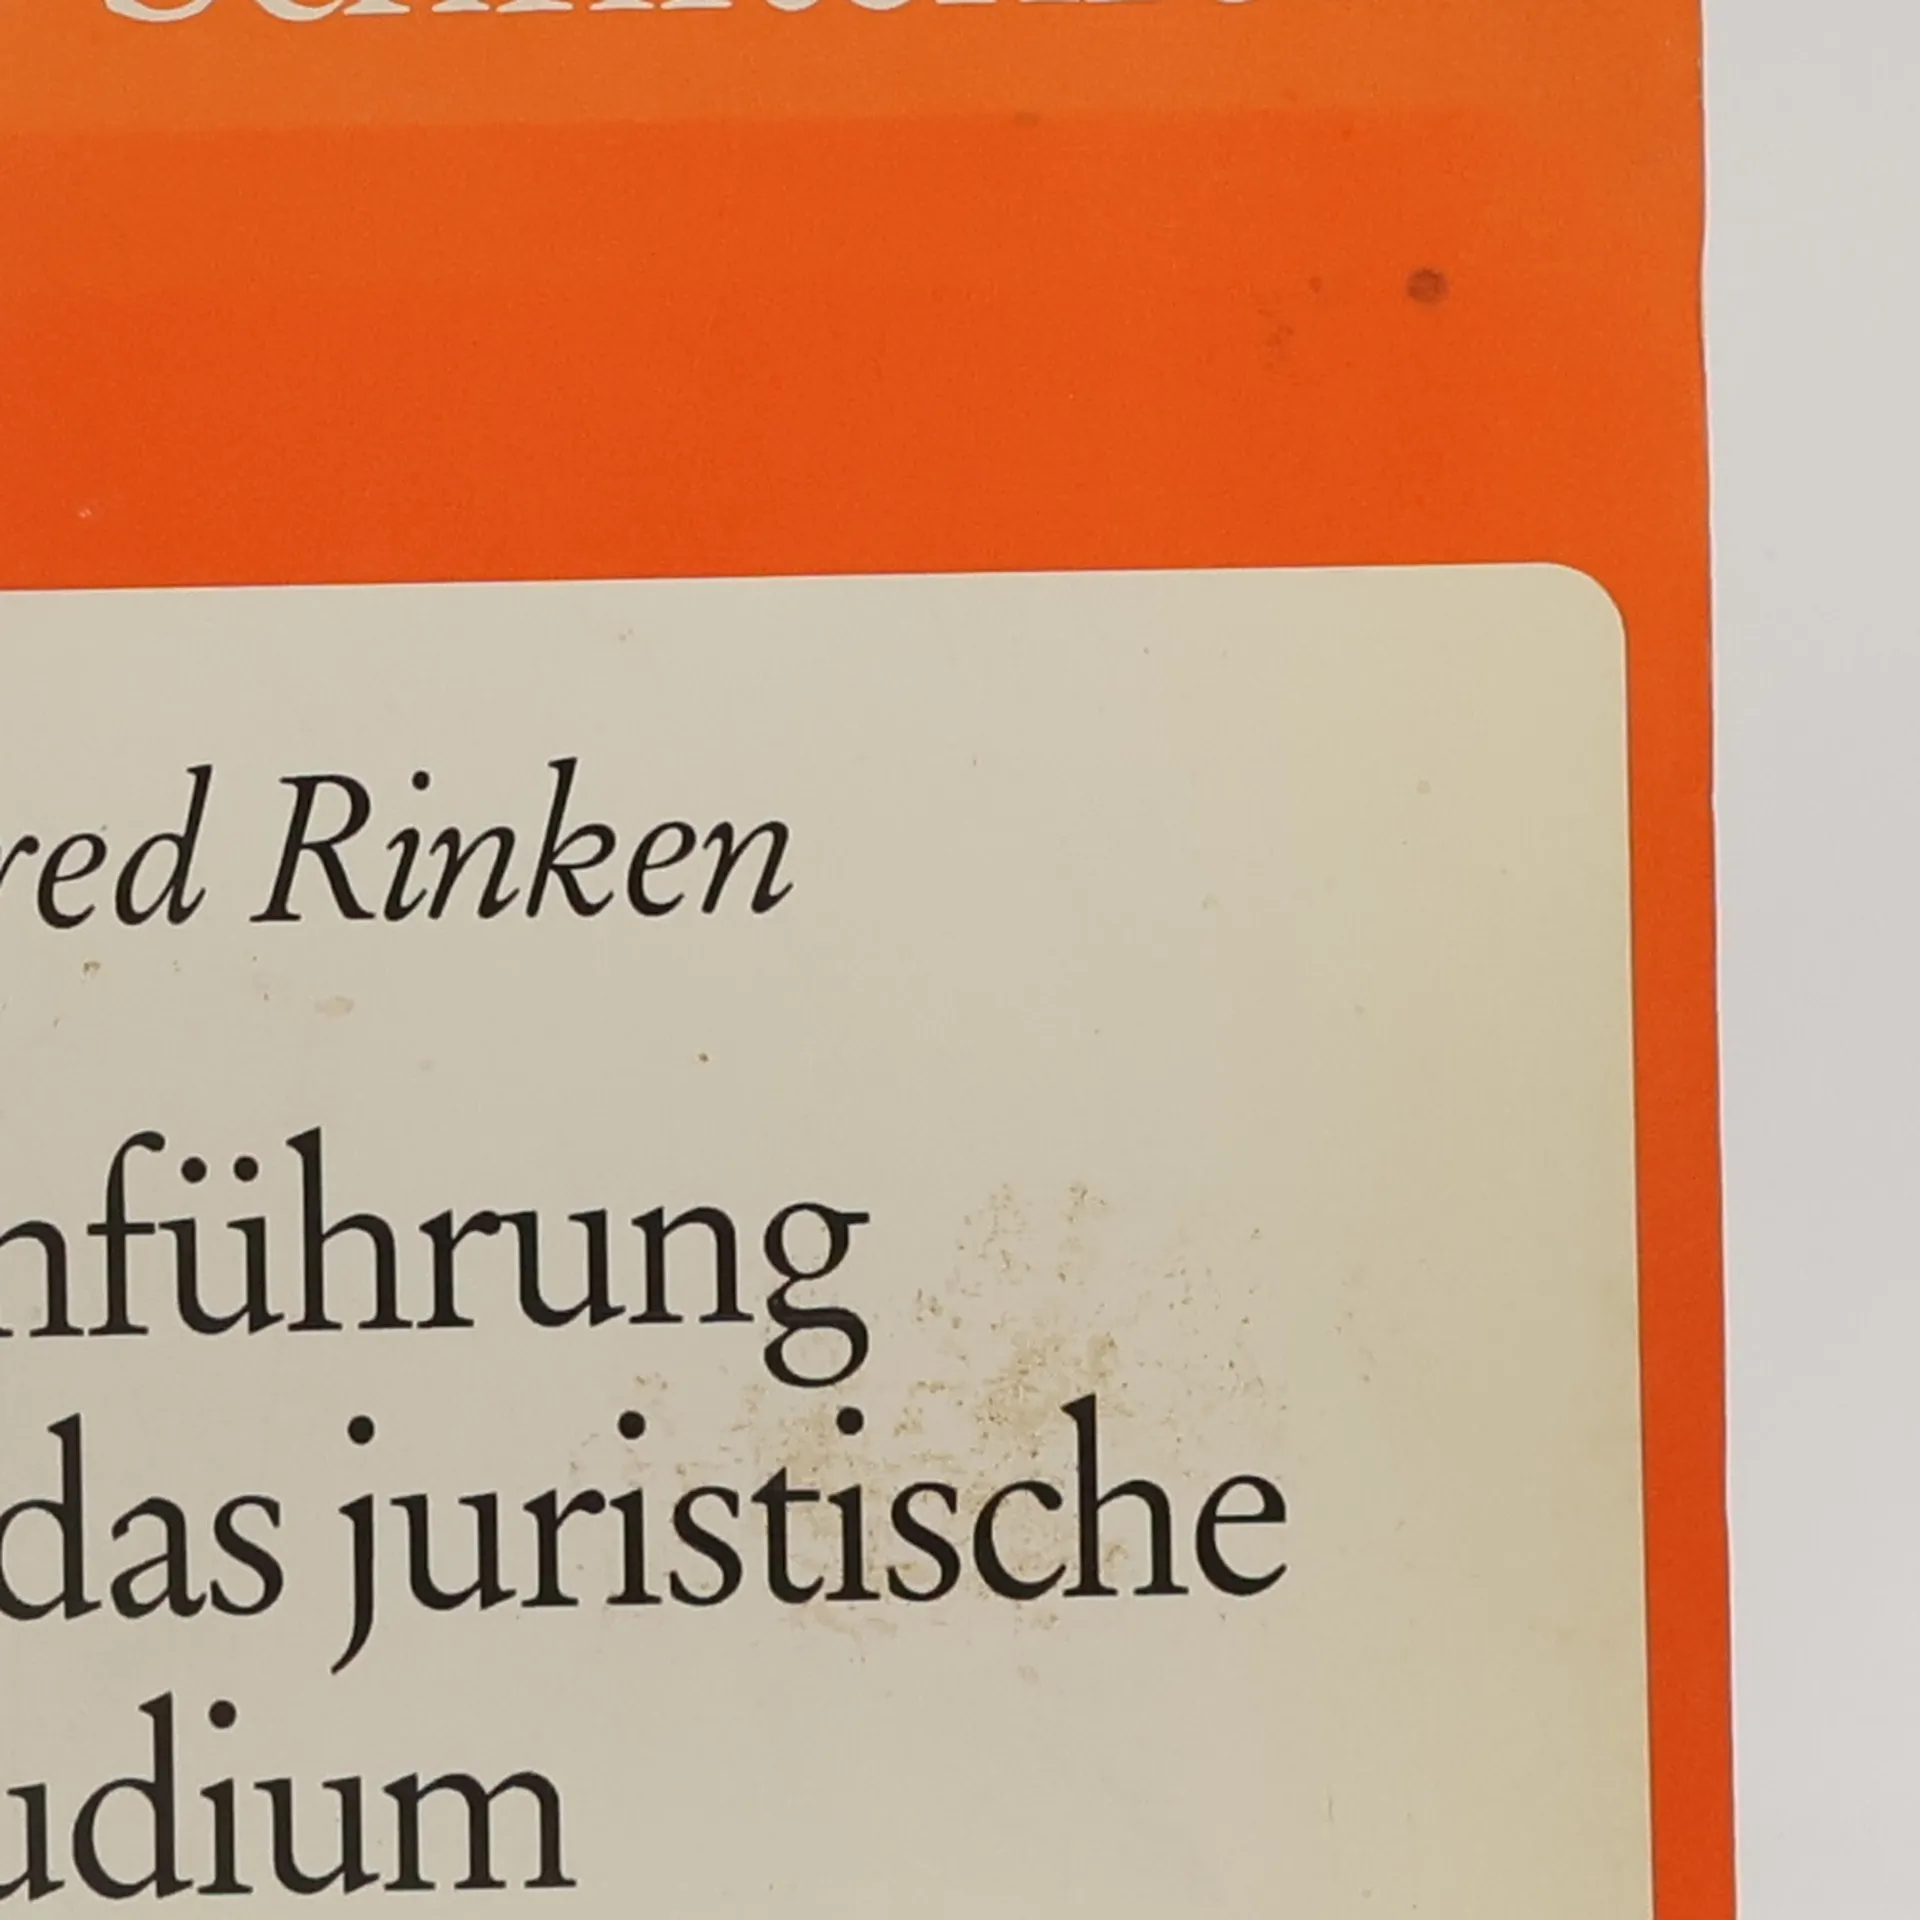 red Rinken
nführung
das juristische
udium